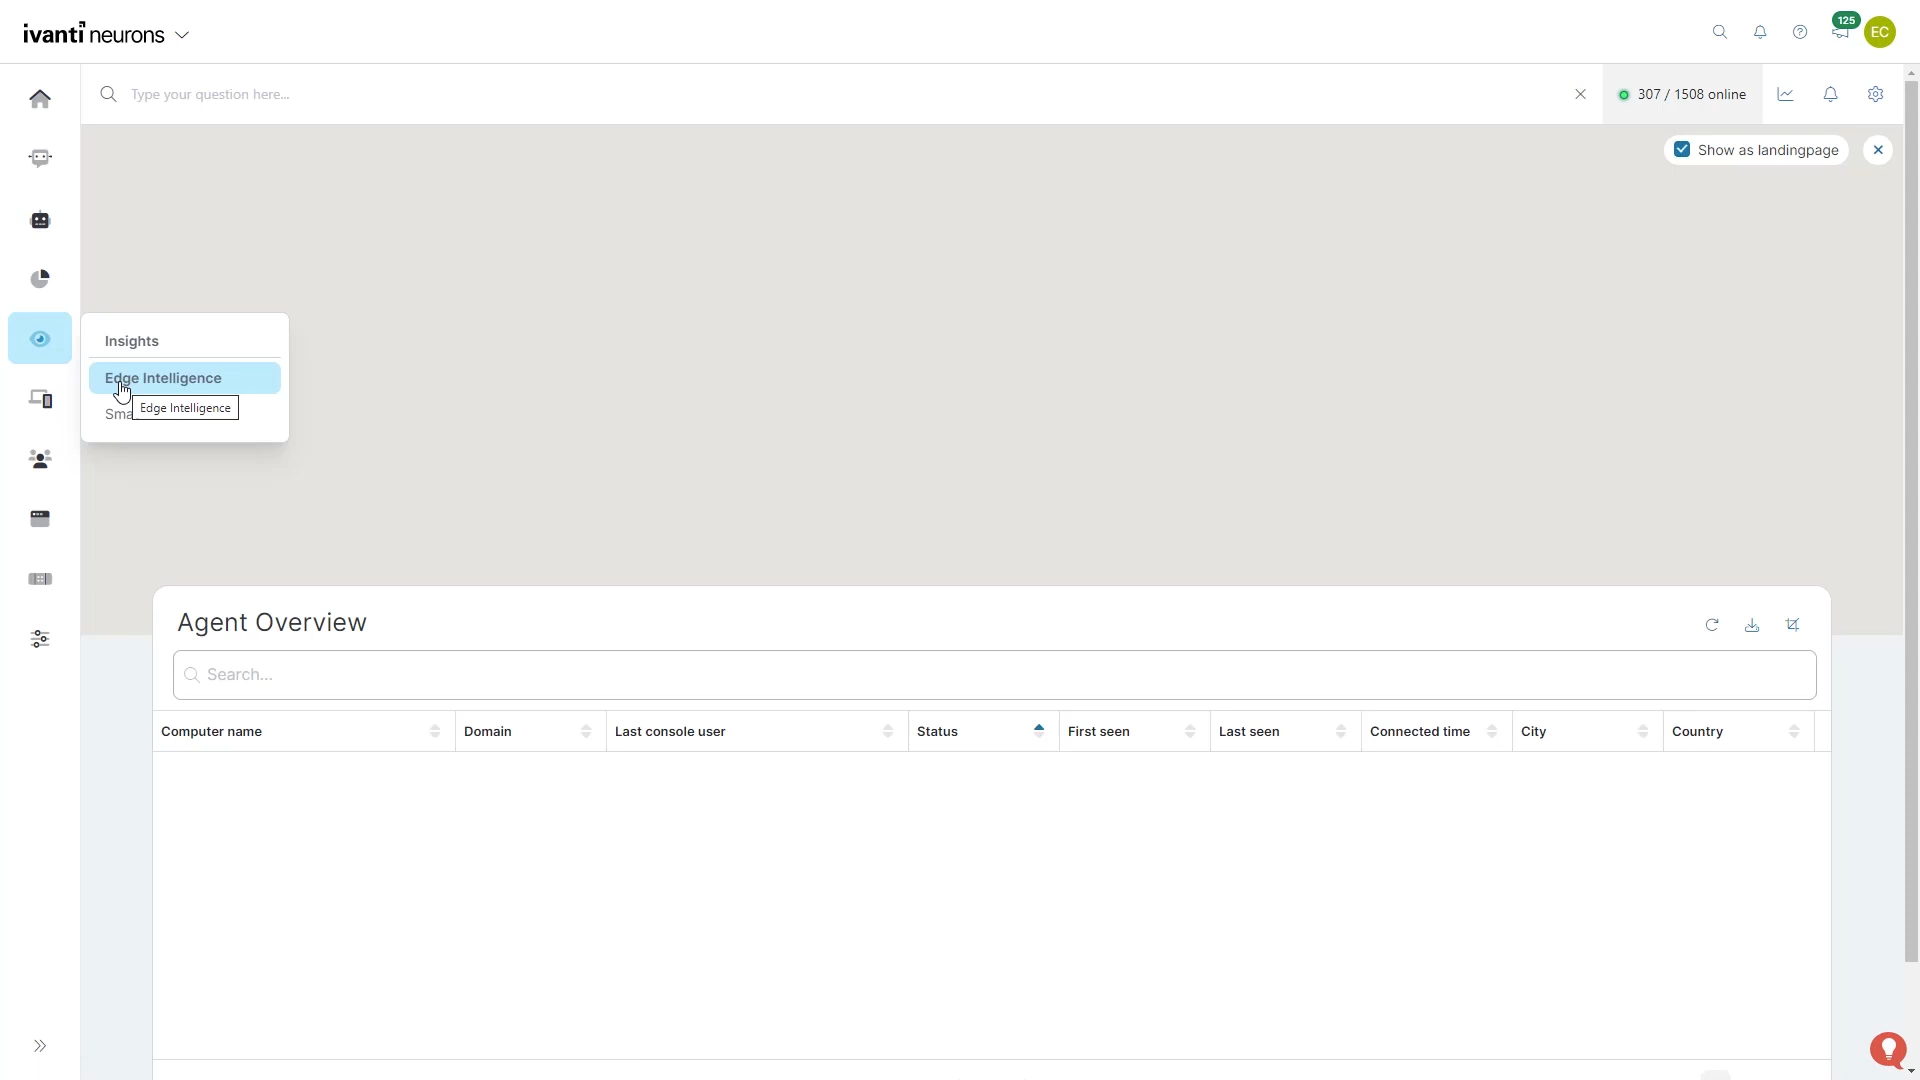 ivanti neurons
125
EC
Type your question here...
307 / 1508 online
Show as landingpage
Insights
Edge Intelligence
Edge Intelligence
Agent Overview
Search...
Computer name
Domain
Last console user
Status
First seen
Last seen
Connected time
City
Country